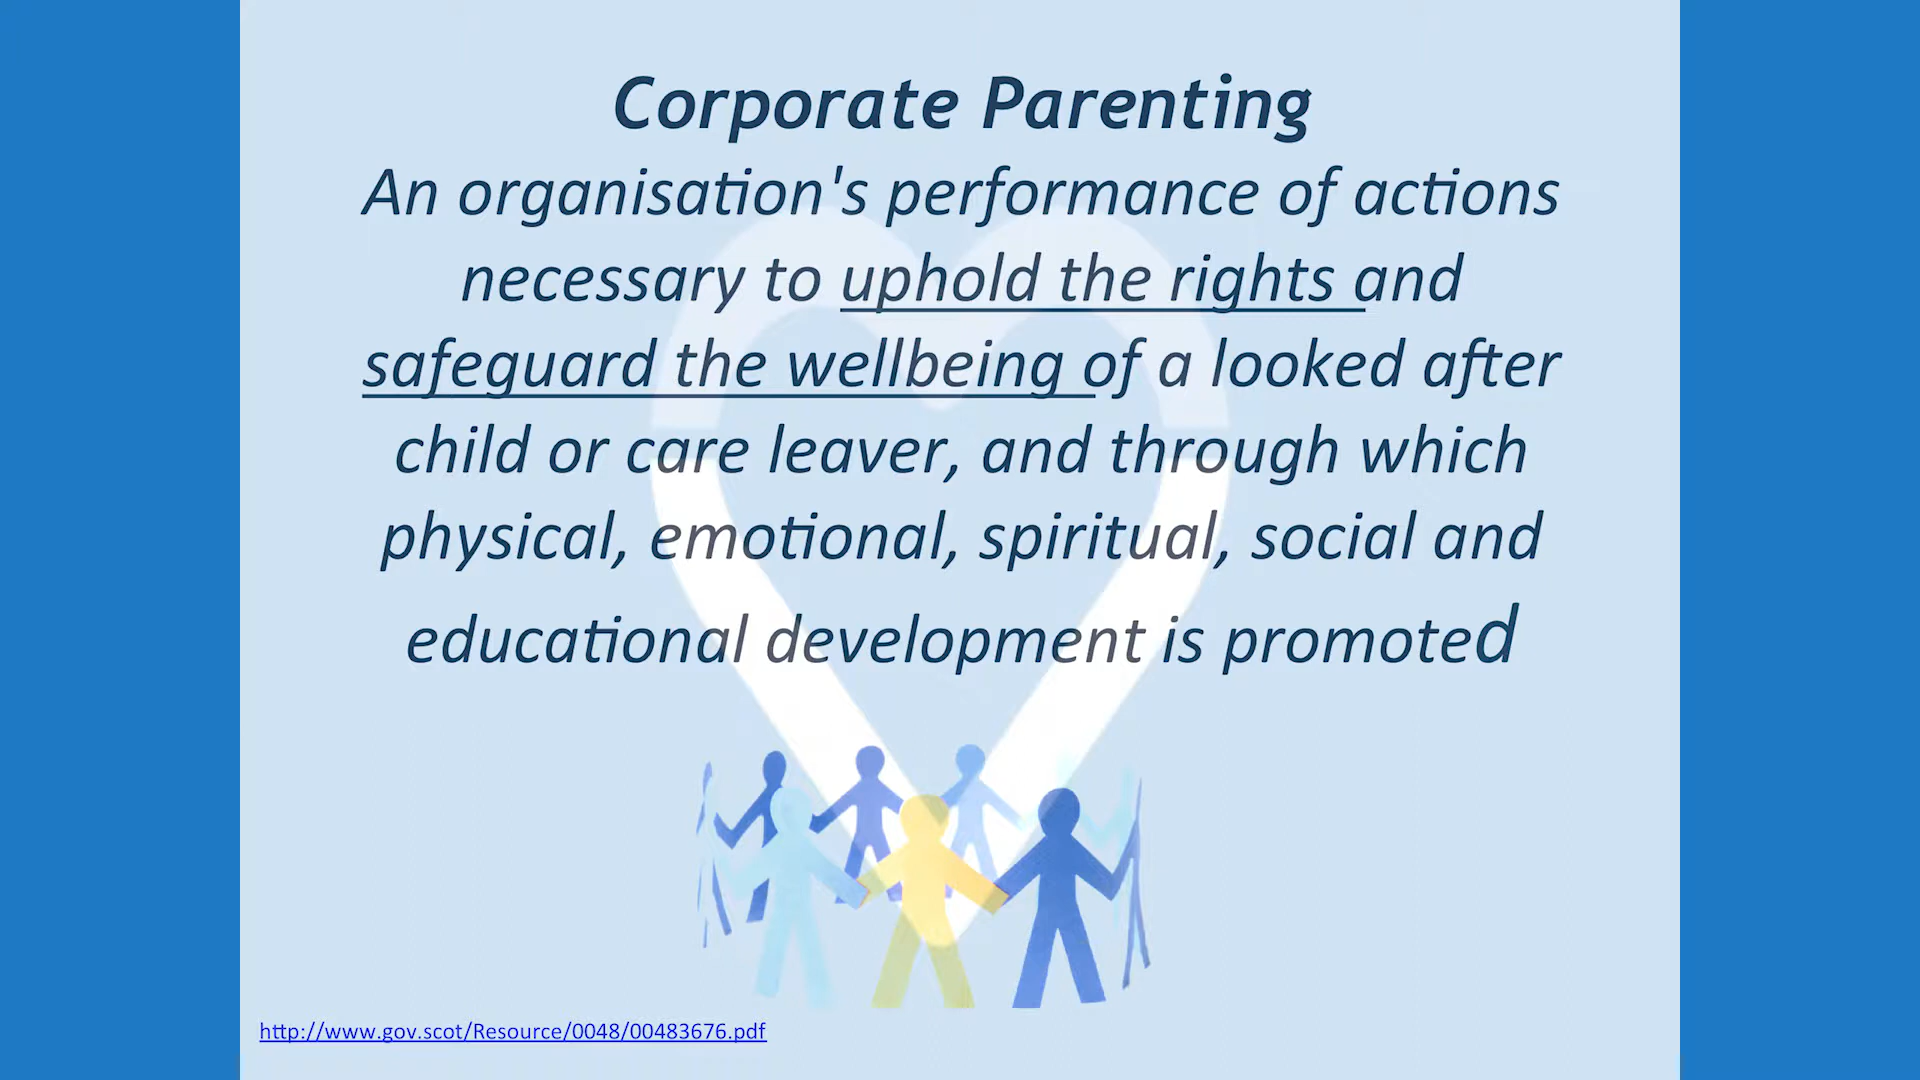 Corporate Parenting
An organisation's performance of actions
necessary to uphold the rights and
safeguard the wellbeing of a looked after
child or care leaver, and through which
physical, emotional, spiritual, social and
educational development is promoted
http://www.gov.scot/Resource/0048/00483676.pdf